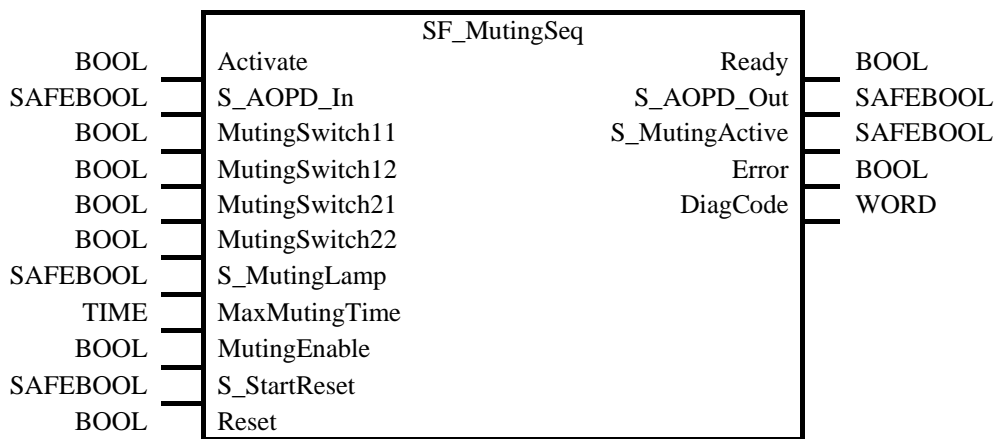 SF_MutingSeq
BOOL Activate Ready BOOL
SAFEBOOL S_AOPD_In S_AOPD_Out SAFEBOOL
BOOL MutingSwitch11 S_MutingActive SAFEBOOL
BOOL MutingSwitch12 Error BOOL
BOOL MutingSwitch21 DiagCode WORD
BOOL MutingSwitch22
SAFEBOOL S_MutingLamp
TIME MaxMutingTime
BOOL MutingEnable
SAFEBOOL S_StartReset
BOOL Reset